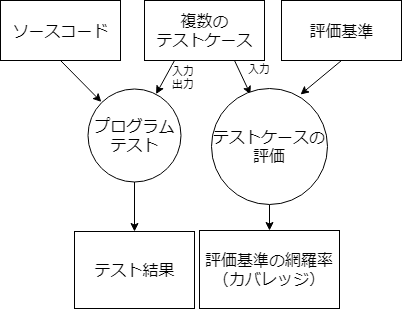 ソースコード
複数の
テストケース
評価基準
入力
出力
入力
プログラム
テスト
テストケースの
評価
テスト結果
評価基準の網羅率
（カバレッジ）